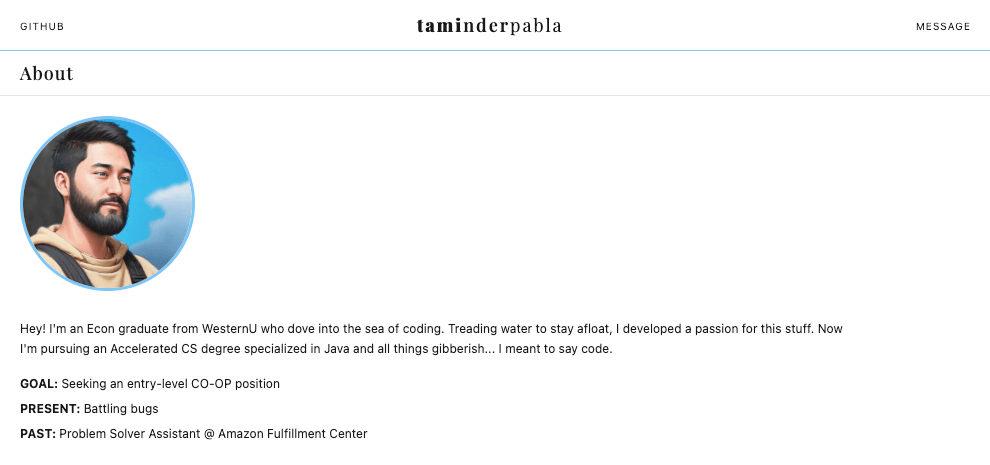 GITHUB
taminderpabla
MESSAGE
About
Hey! I'm an Econ graduate from WesternU who dove into the sea of coding. Treading water to stay afloat, I developed a passion for this stuff. Now
I'm pursuing an Accelerated CS degree specialized in Java and all things gibberish... I meant to say code.
GOAL: Seeking an entry-level CO-OP position
PRESENT: Battling bugs
PAST: Problem Solver Assistant @ Amazon Fulfillment Center